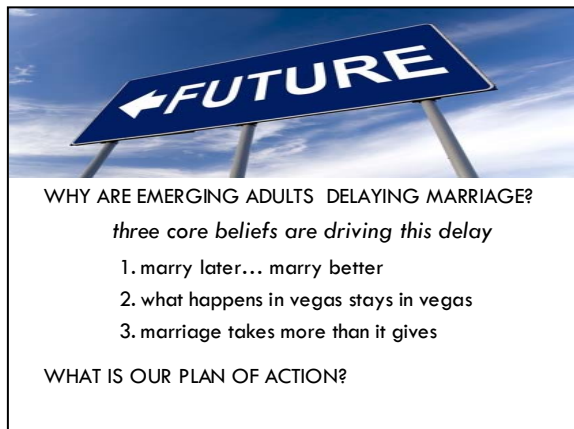 FUTURE
WHY ARE EMERGING ADULTS DELAYING MARRIAGE?
three core beliefs are driving this delay
1. marry later... marry better
2. what happens in vegas stays in vegas
3. marriage takes more than it gives
WHAT IS OUR PLAN OF ACTION?